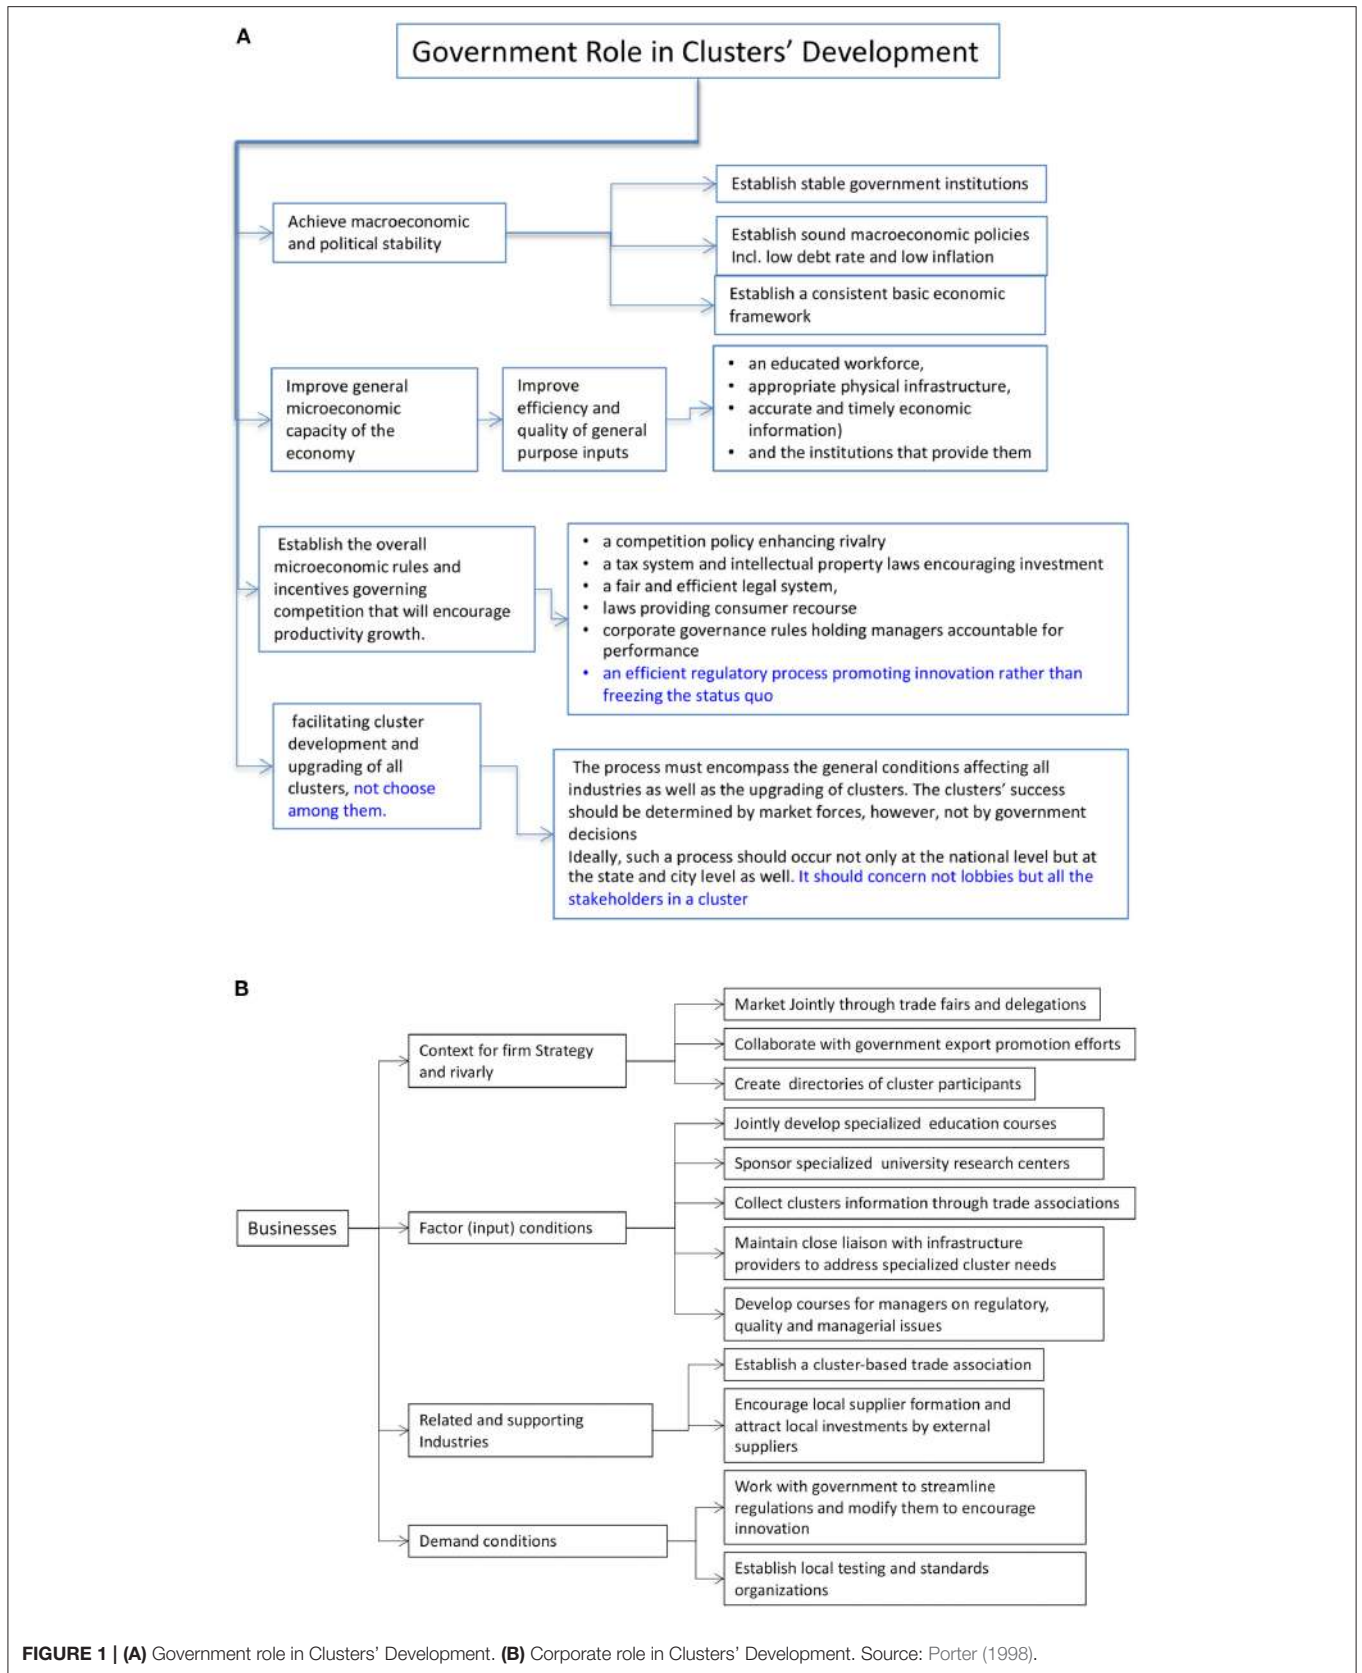 A
Government Role in Clusters’ Development
Achieve macroeconomic
and political stability
Establish stable government institutions
Establish sound macroeconomic policies
Incl. low debt rate and low inflation
Establish a consistent basic economic
framework
Improve general
microeconomic
capacity of the
economy
Improve
efficiency and
quality of general
purpose inputs
• an educated workforce,
• appropriate physical infrastructure,
• accurate and timely economic
information)
• and the institutions that provide them
Establish the overall
microeconomic rules and
incentives governing
competition that will encourage
productivity growth.
• a competition policy enhancing rivalry
• a tax system and intellectual property laws encouraging investment
• a fair and efficient legal system,
• laws providing consumer recourse
• corporate governance rules holding managers accountable for
performance
• an efficient regulatory process promoting innovation rather than
freezing the status quo
facilitating cluster
development and
upgrading of all
clusters, not choose
among them.
The process must encompass the general conditions affecting all
industries as well as the upgrading of clusters. The clusters’ success
should be determined by market forces, however, not by government
decisions
Ideally, such a process should occur not only at the national level but at
the state and city level as well. It should concern not lobbies but all the
stakeholders in a cluster
B
Businesses
Context for firm Strategy
and rivarly
Market Jointly through trade fairs and delegations
Collaborate with government export promotion efforts
Create directories of cluster participants
Factor (input) conditions
Jointly develop specialized education courses
Sponsor specialized university research centers
Collect clusters information through trade associations
Maintain close liaison with infrastructure
providers to address specialized cluster needs
Develop courses for managers on regulatory,
quality and managerial issues
Related and supporting
Industries
Establish a cluster-based trade association
Encourage local supplier formation and
attract local investments by external
suppliers
Demand conditions
Work with government to streamline
regulations and modify them to encourage
innovation
Establish local testing and standards
organizations
FIGURE 1 | (A) Government role in Clusters’ Development. (B) Corporate role in Clusters’ Development. Source: Porter (1998).